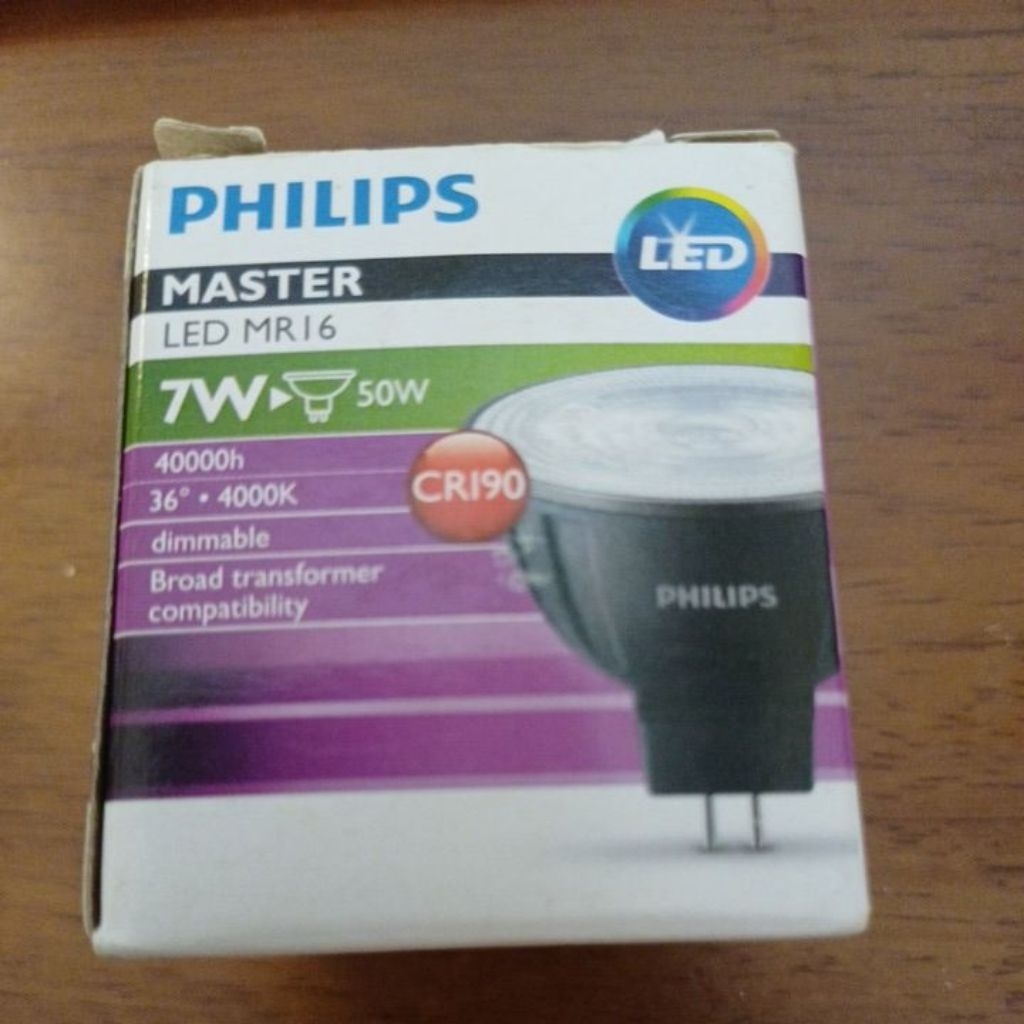 PHILIPS
LED
MASTER
LED MR16
7W 50W
40000h
36° • 4000K
CRI90
dimmable
Broad transformer
compatibility
PHILIPS